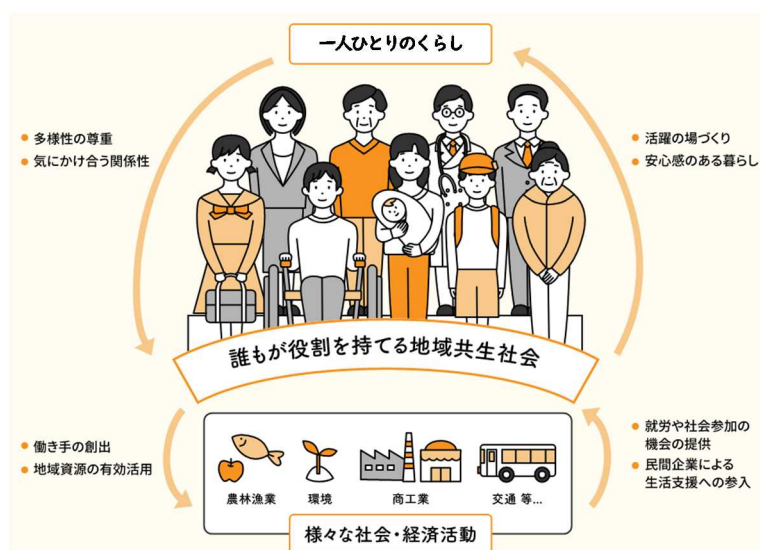 一人ひとりのくらし
多様性の尊重
気にかけ合う関係性
活躍の場づくり
安心感のある暮らし
誰もが役割を持てる地域共生社会
働き手の創出
地域資源の有効活用
就労や社会参加の
機会の提供
民間企業による
生活支援への参入
農林漁業
環境
商工業
交通 等…
様々な社会・経済活動